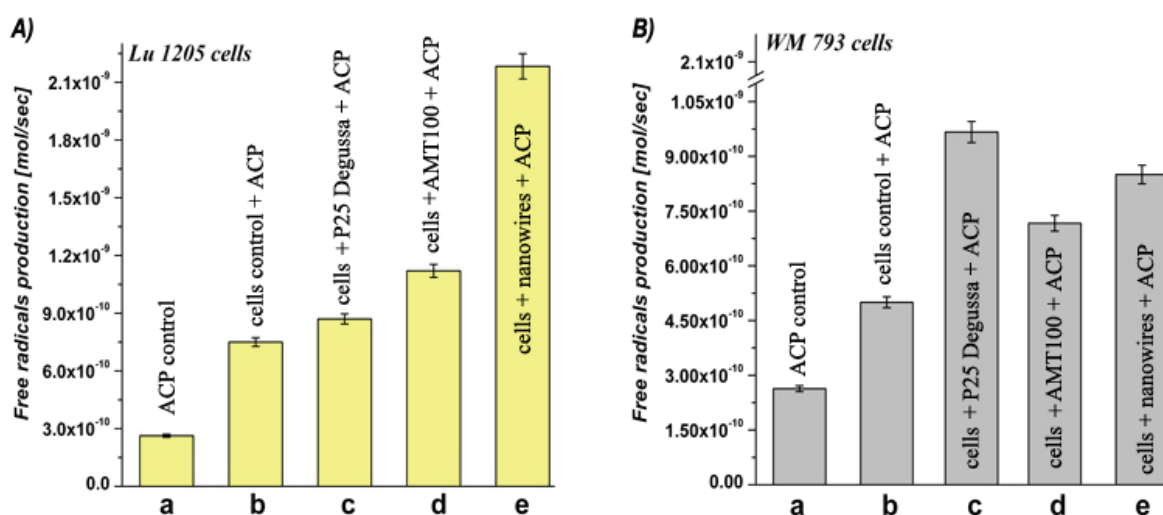 A)
Lu 1205 cells
Free radicals production [mol/sec]
2.1x10⁻⁹
1.8x10⁻⁹
1.5x10⁻⁹
1.2x10⁻⁹
9.0x10⁻¹⁰
6.0x10⁻¹⁰
3.0x10⁻¹⁰
0.0
ACP control
cells control + ACP
cells + P25 Degussa + ACP
cells + AMT100 + ACP
cells + nanowires + ACP
a b c d e
B)
WM 793 cells
Free radicals production [mol/sec]
2.1x10⁻⁹
1.05x10⁻⁹
9.00x10⁻¹⁰
7.50x10⁻¹⁰
6.00x10⁻¹⁰
4.50x10⁻¹⁰
3.00x10⁻¹⁰
1.50x10⁻¹⁰
0.00
ACP control
cells control + ACP
cells + P25 Degussa + ACP
cells + AMT100 + ACP
cells + nanowires + ACP
a b c d e